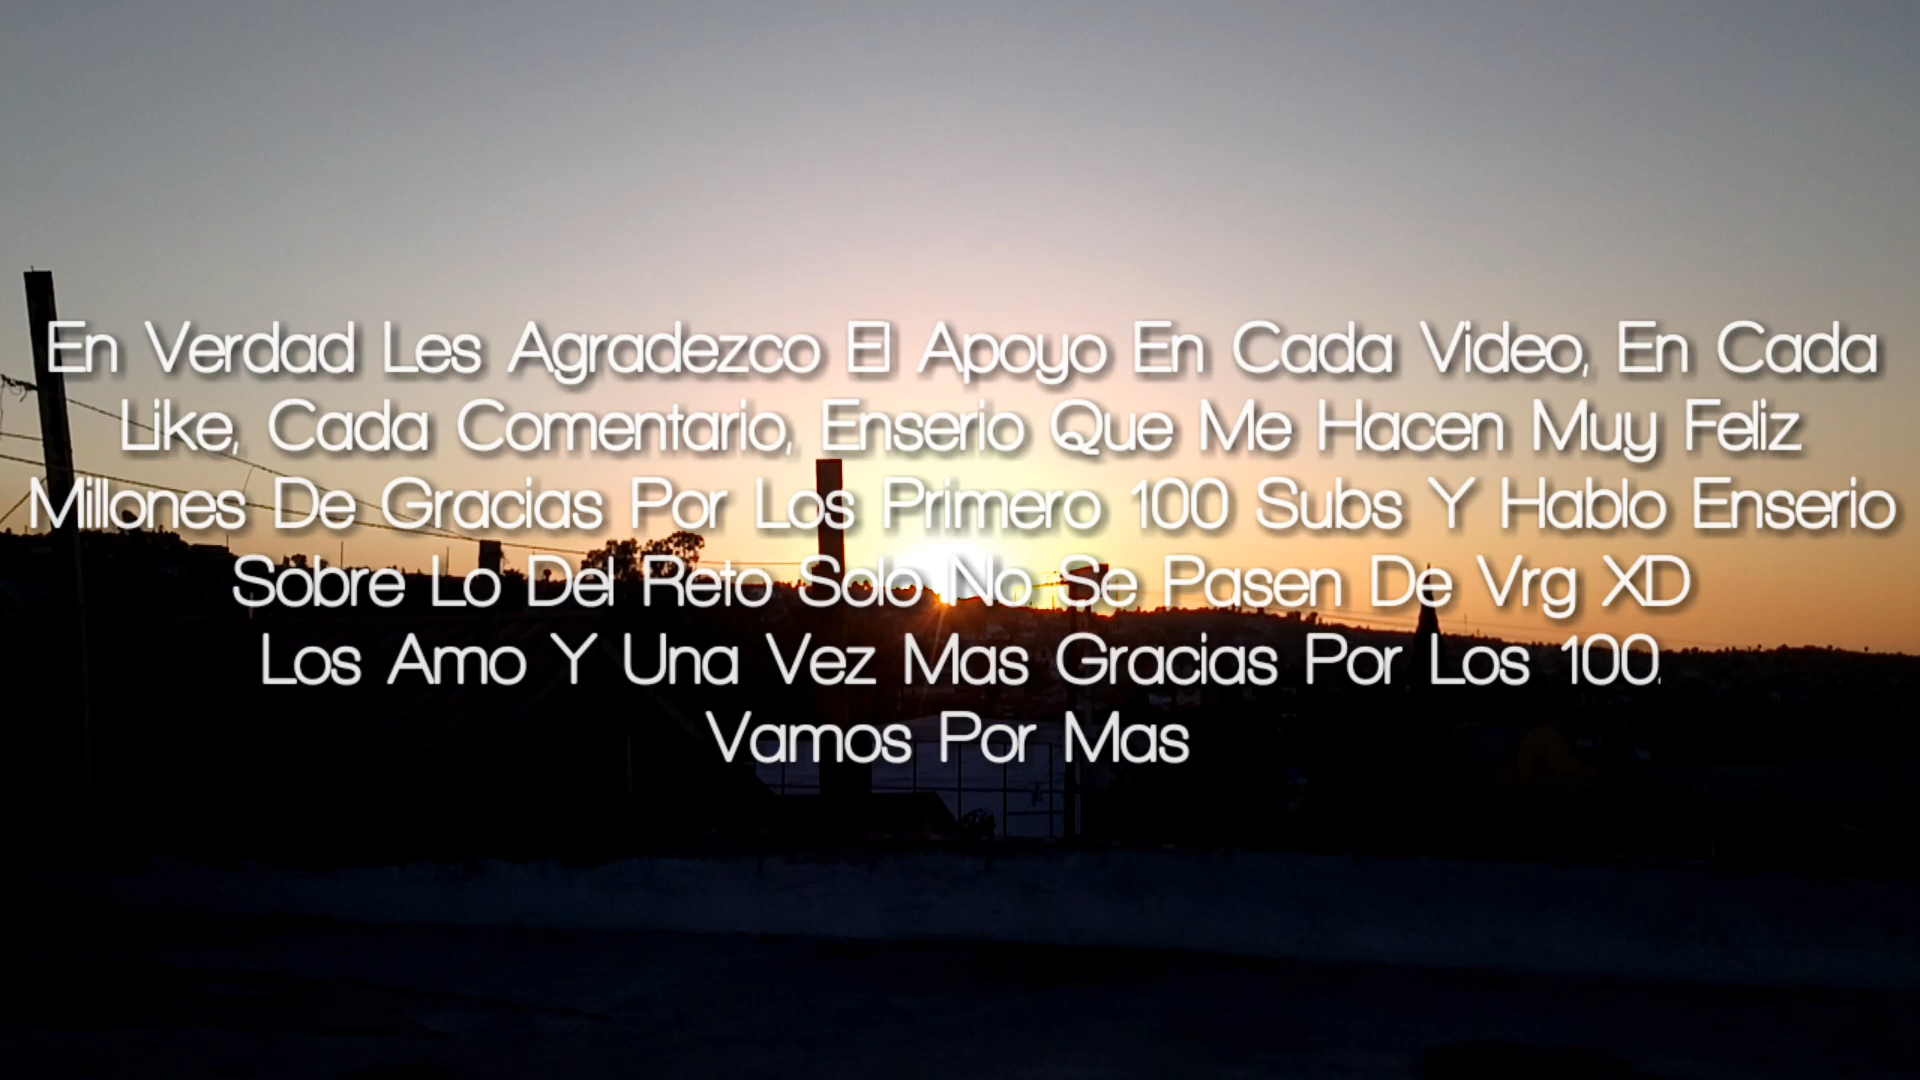 En Verdad Les Agradezco El Apoyo En Cada Video, En Cada
Like, Cada Comentario, Enserio Que Me Hacen Muy Feliz
Millones De Gracias Por Los Primero 100 Subs Y Hablo Enserio
Sobre Lo Del Reto Solo No Se Pasen De Vrg XD
Los Amo Y Una Vez Mas Gracias Por Los 100.
Vamos Por Mas